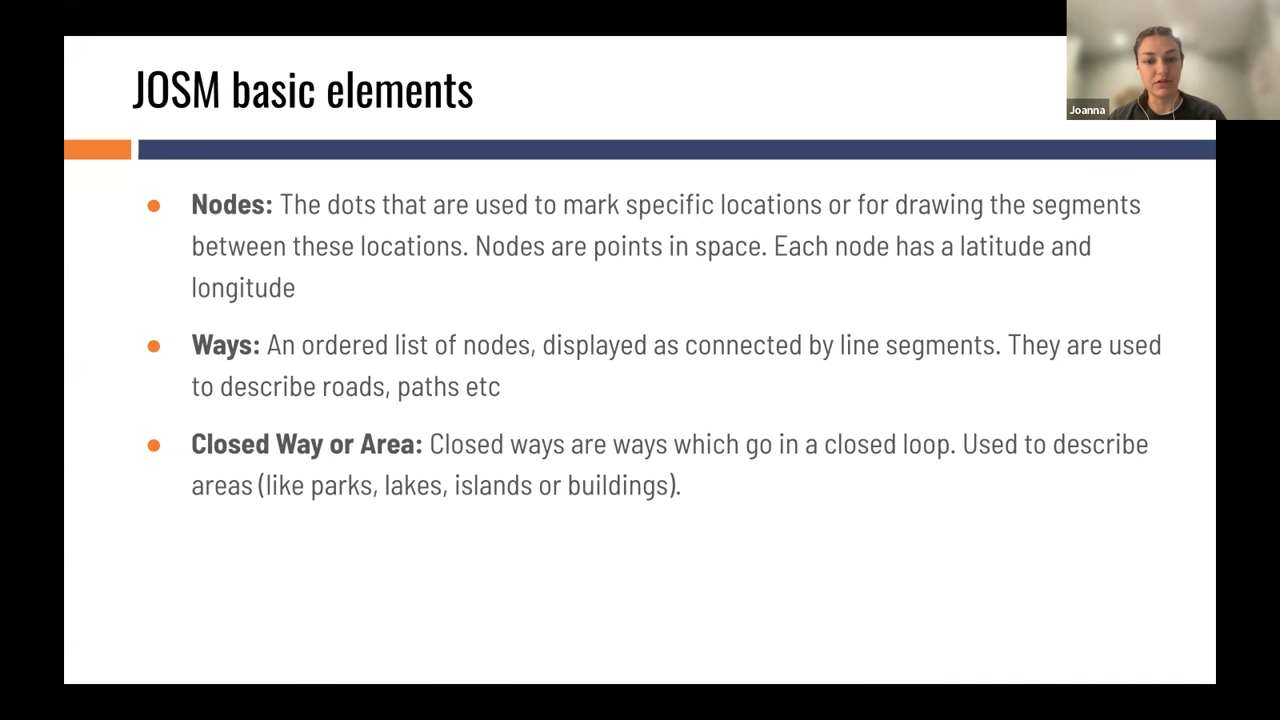 JOSM basic elements
Joanna
Nodes: The dots that are used to mark specific locations or for drawing the segments
between these locations. Nodes are points in space. Each node has a latitude and
longitude
Ways: An ordered list of nodes, displayed as connected by line segments. They are used
to describe roads, paths etc
Closed Way or Area: Closed ways are ways which go in a closed loop. Used to describe
areas (like parks, lakes, islands or buildings).